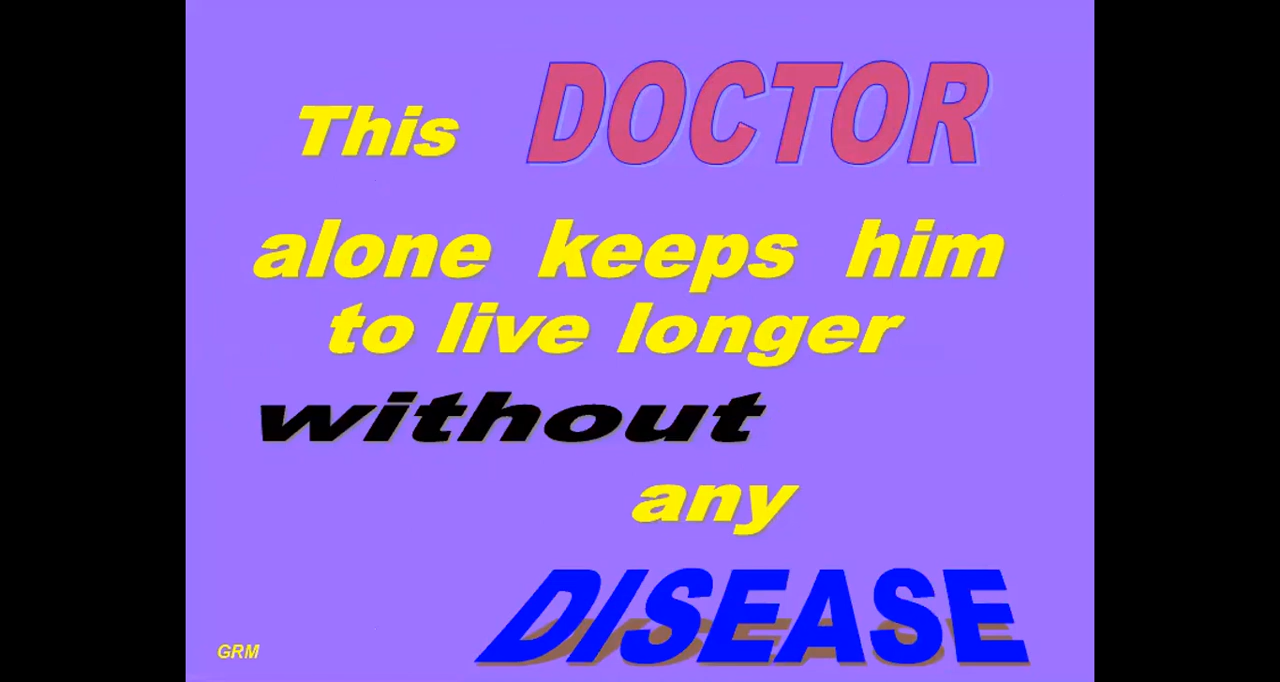 This DOCTOR
alone keeps him
to live longer
without
any
DISEASE
GRM